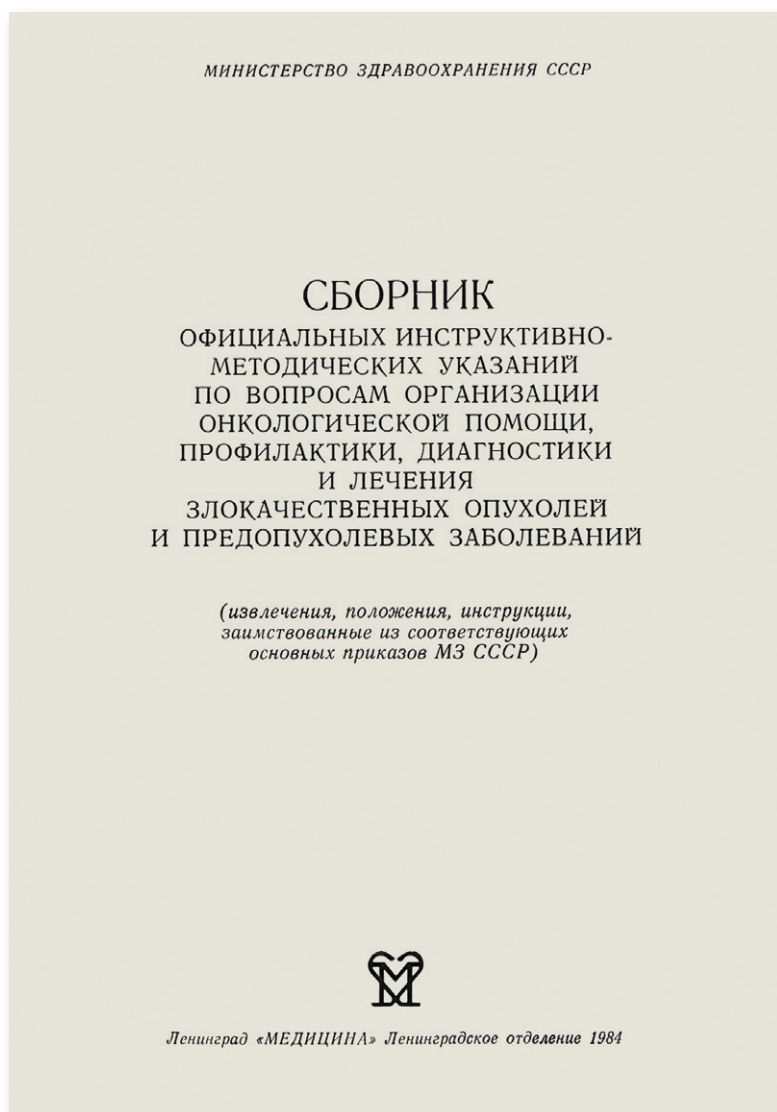 МИНИСТЕРСТВО ЗДРАВООХРАНЕНИЯ СССР
СБОРНИК
ОФИЦИАЛЬНЫХ ИНСТРУКТИВНО-
МЕТОДИЧЕСКИХ УКАЗАНИЙ
ПО ВОПРОСАМ ОРГАНИЗАЦИИ
ОНКОЛОГИЧЕСКОЙ ПОМОЩИ,
ПРОФИЛАКТИКИ, ДИАГНОСТИКИ
И ЛЕЧЕНИЯ
ЗЛОКАЧЕСТВЕННЫХ ОПУХОЛЕЙ
И ПРЕДОПУХОЛЕВЫХ ЗАБОЛЕВАНИЙ
(извлечения, положения, инструкции,
заимствованные из соответствующих
основных приказов МЗ СССР)
М
Ленинград «МЕДИЦИНА» Ленинградское отделение 1984